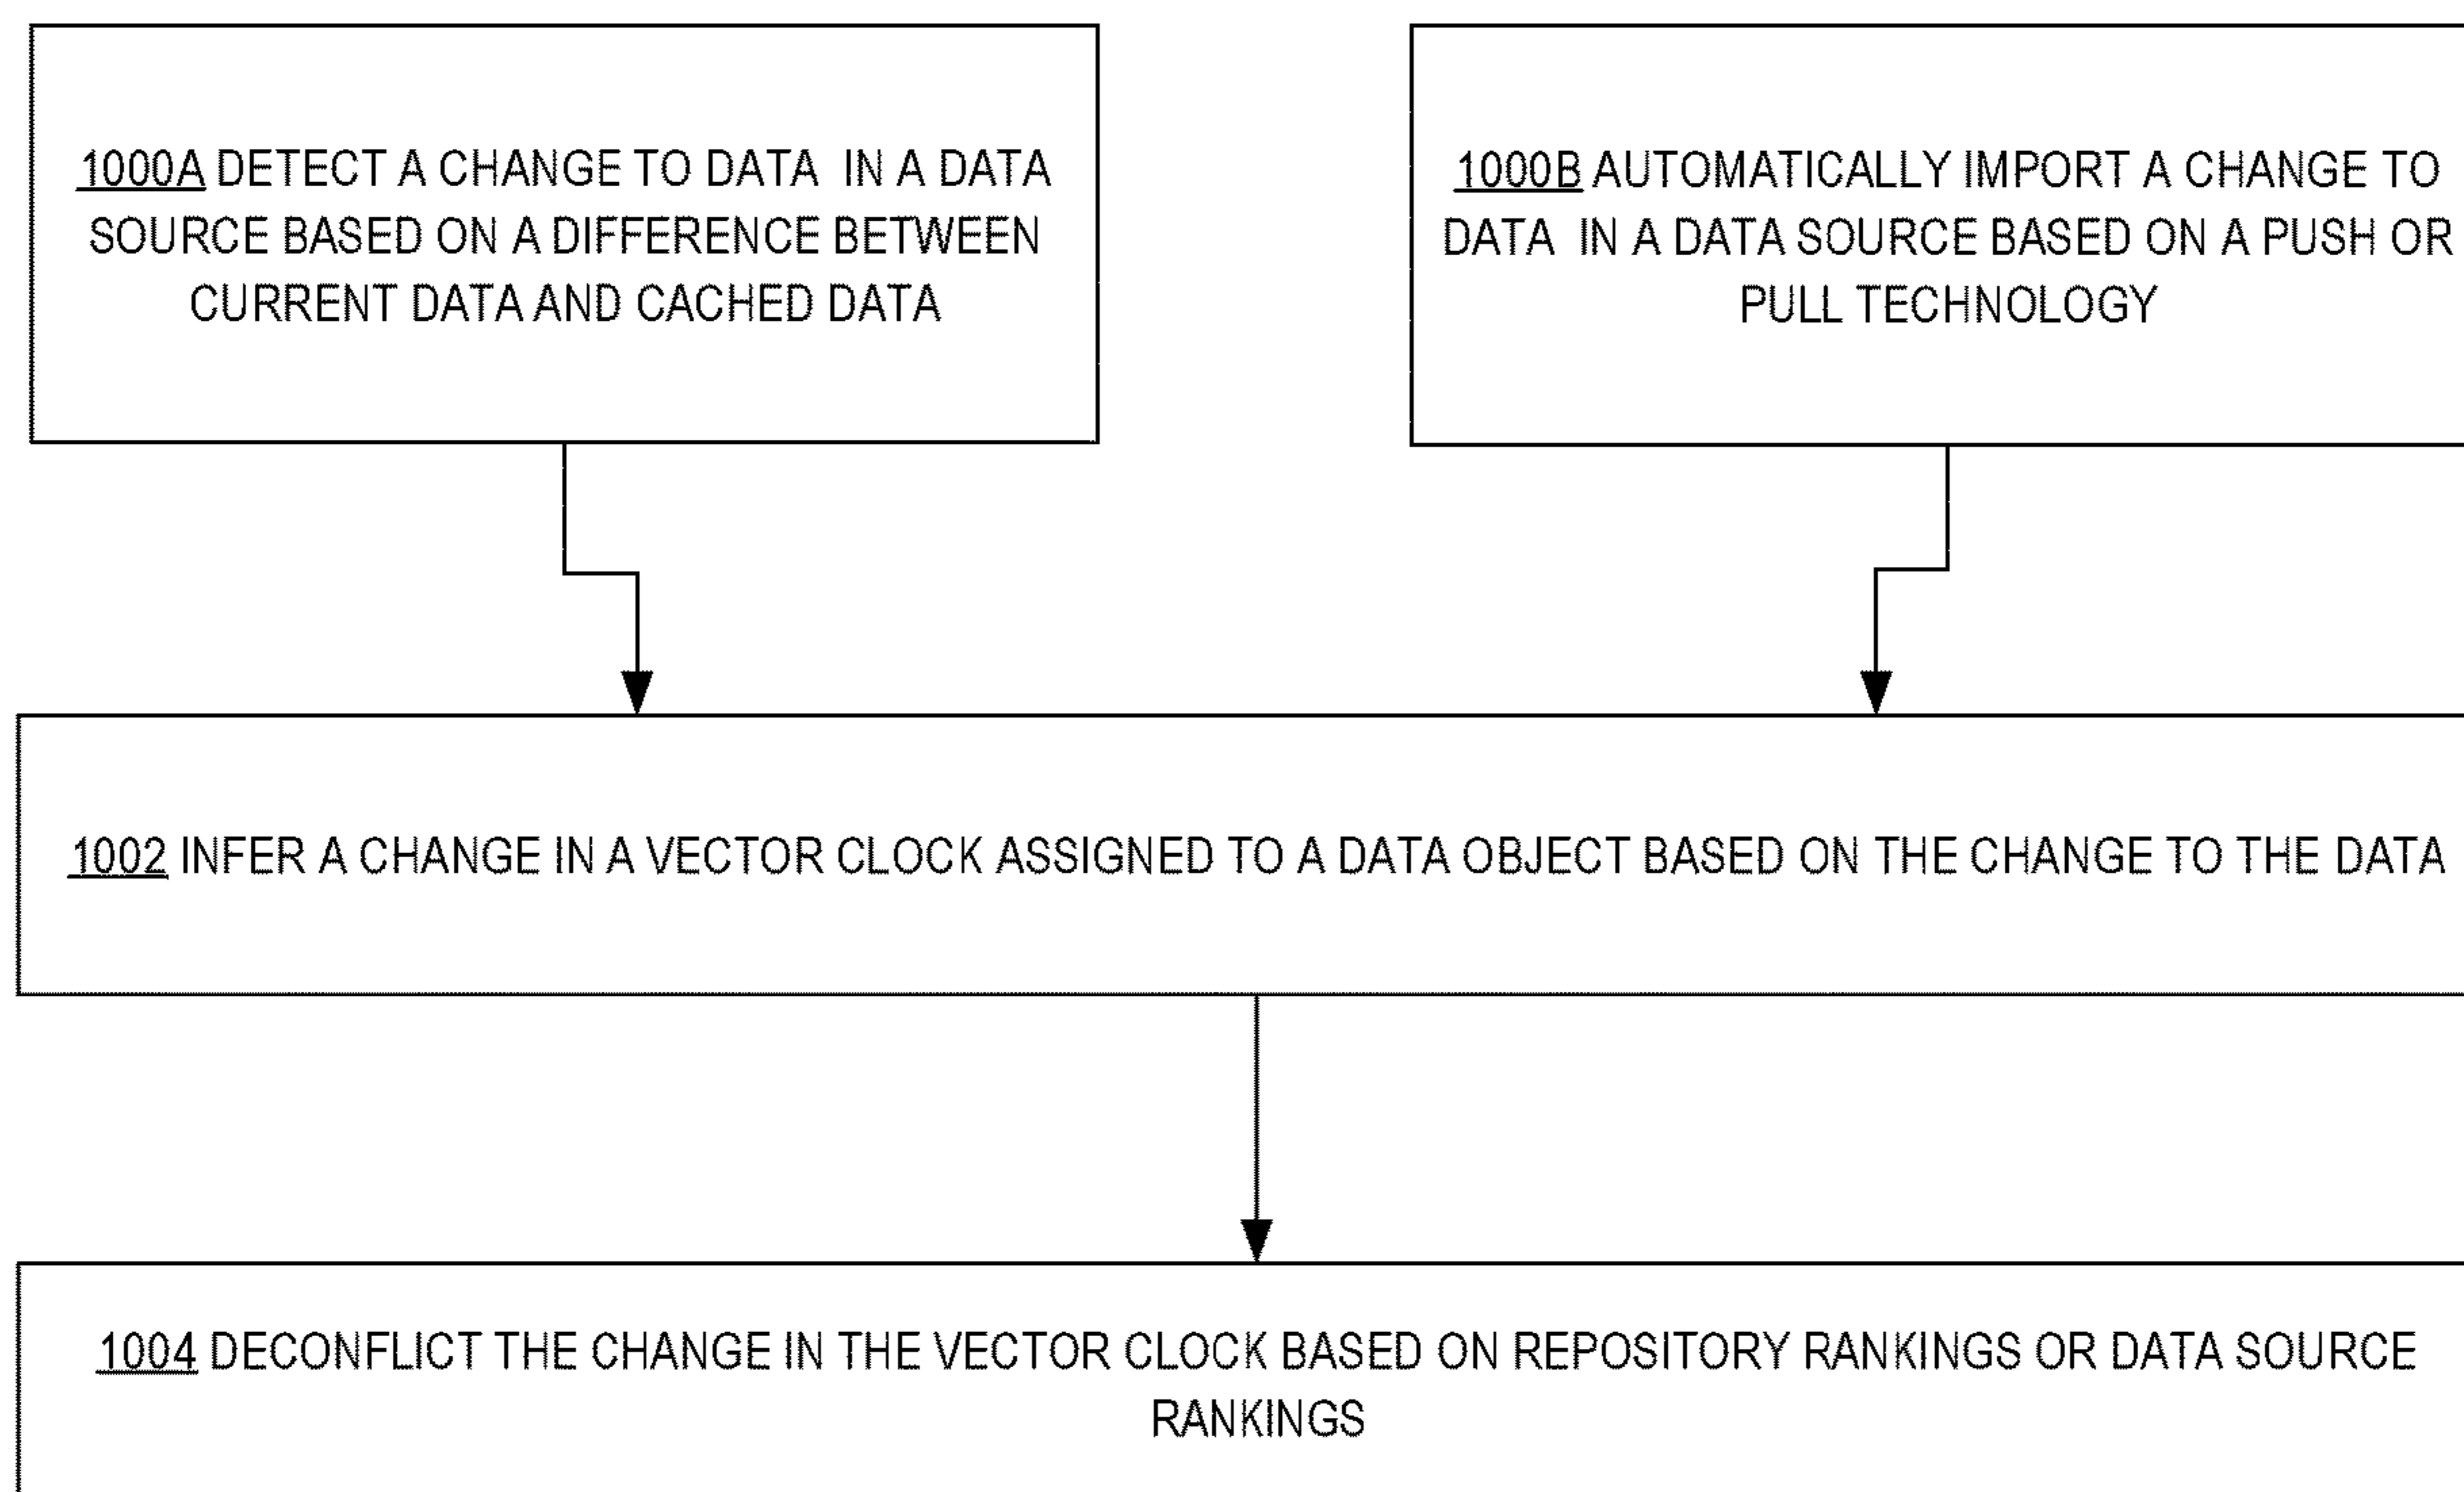 1000A DETECT A CHANGE TO DATA IN A DATA
SOURCE BASED ON A DIFFERENCE BETWEEN
CURRENT DATA AND CACHED DATA
1000B AUTOMATICALLY IMPORT A CHANGE TO
DATA IN A DATA SOURCE BASED ON A PUSH OR
PULL TECHNOLOGY
1002 INFER A CHANGE IN A VECTOR CLOCK ASSIGNED TO A DATA OBJECT BASED ON THE CHANGE TO THE DATA
1004 DECONFLICT THE CHANGE IN THE VECTOR CLOCK BASED ON REPOSITORY RANKINGS OR DATA SOURCE
RANKINGS